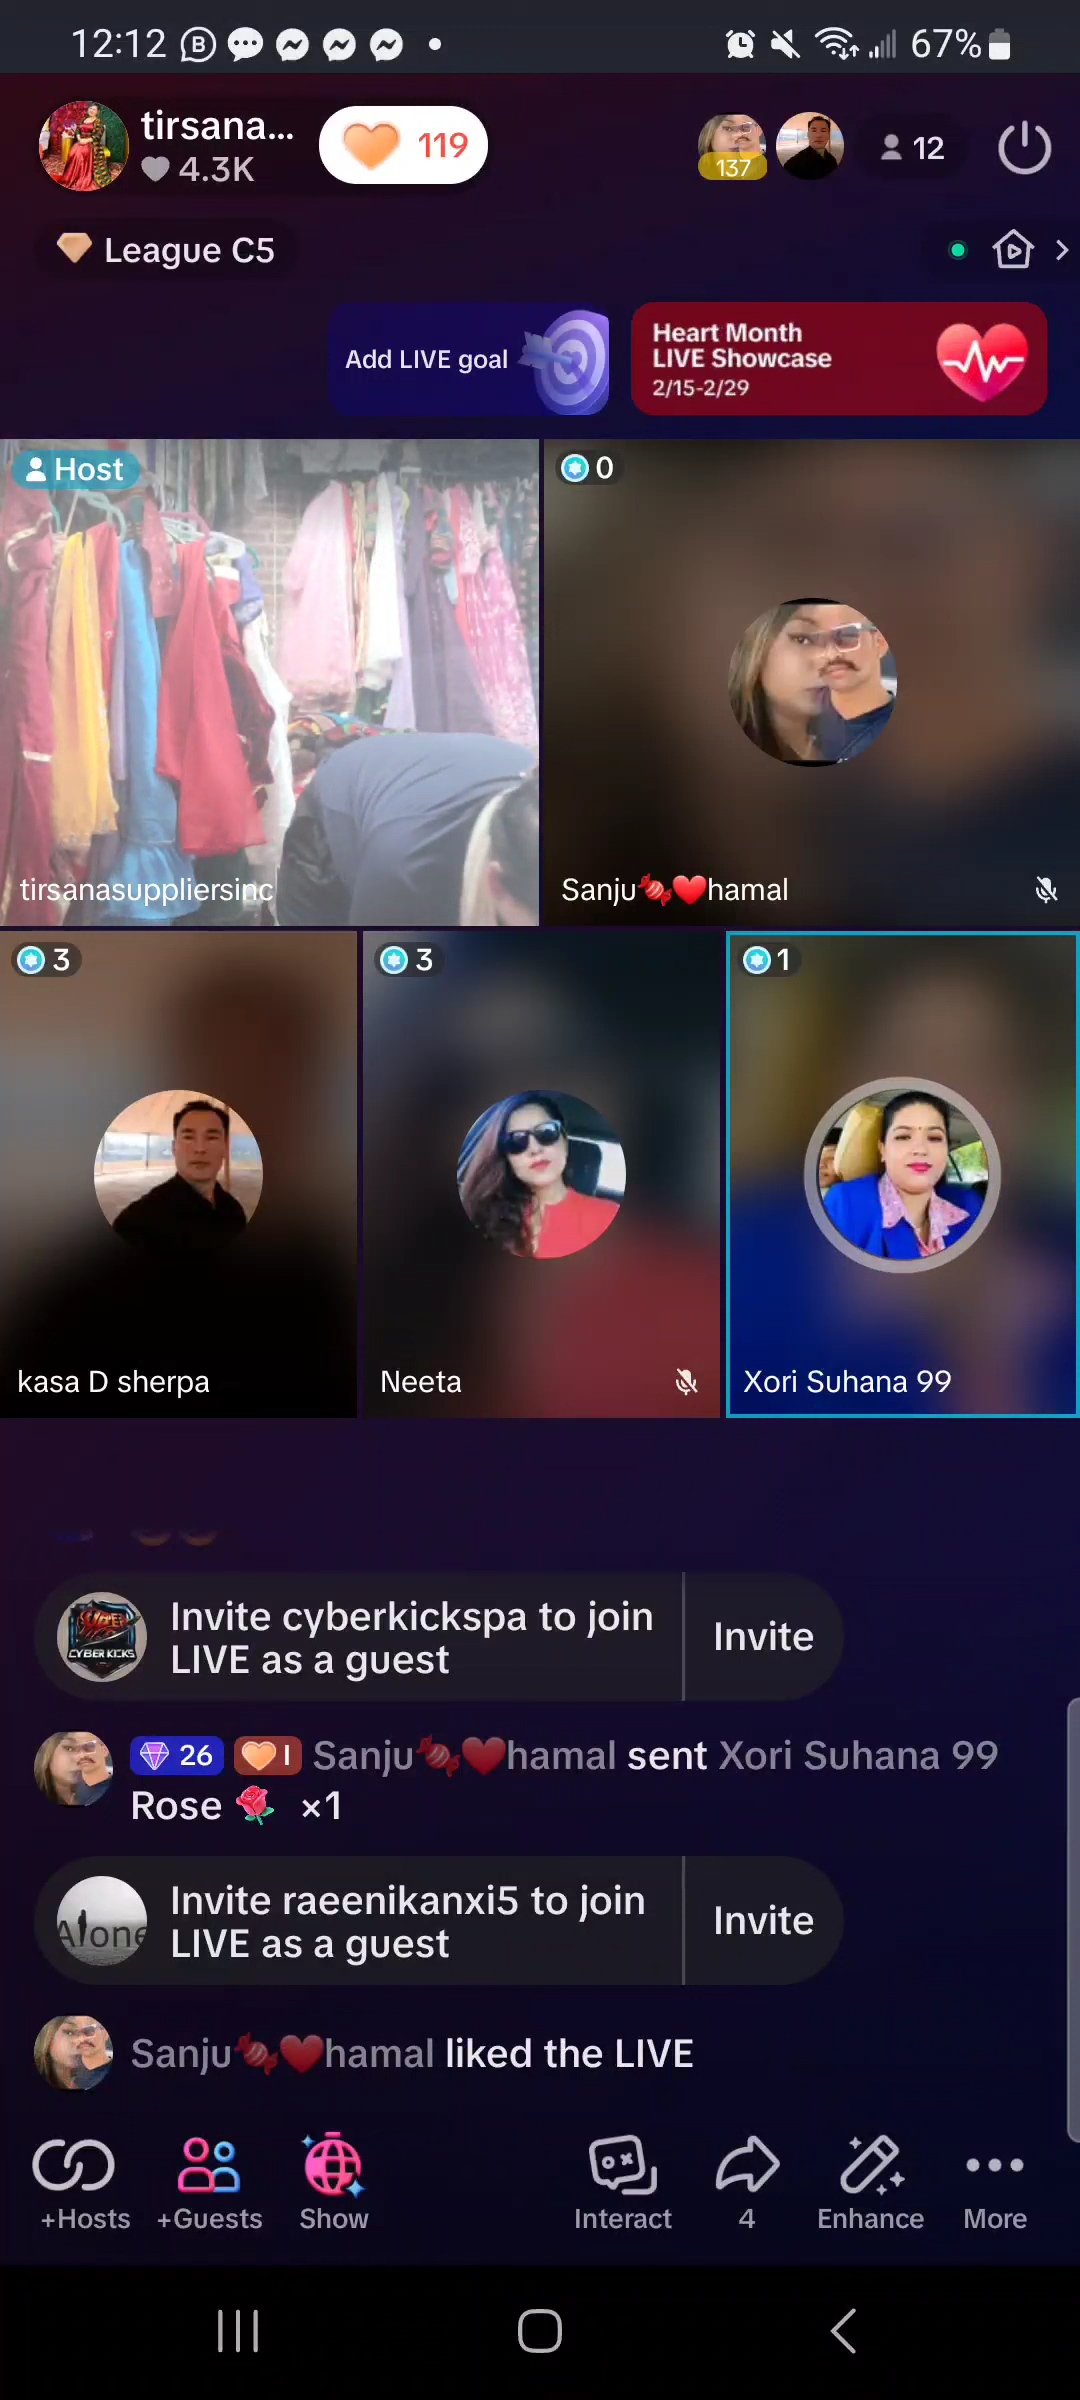 12:12
67%
tirsana...
4.3K
119
137
12
League C5
Add LIVE goal
Heart Month
LIVE Showcase
2/15-2/29
Host
0
tirsanasuppliersinc
Sanju🍬❤️hamal
3
3
1
kasa D sherpa
Neeta
Xori Suhana 99
Invite cyberkickspa to join
LIVE as a guest
Invite
CYBER KICKS
26 I Sanju🍬❤️hamal sent Xori Suhana 99
Rose 🌹 ×1
Invite raeenikanxi5 to join
LIVE as a guest
Invite
Alone
Sanju🍬❤️hamal liked the LIVE
+Hosts
+Guests
Show
Interact
4
Enhance
More